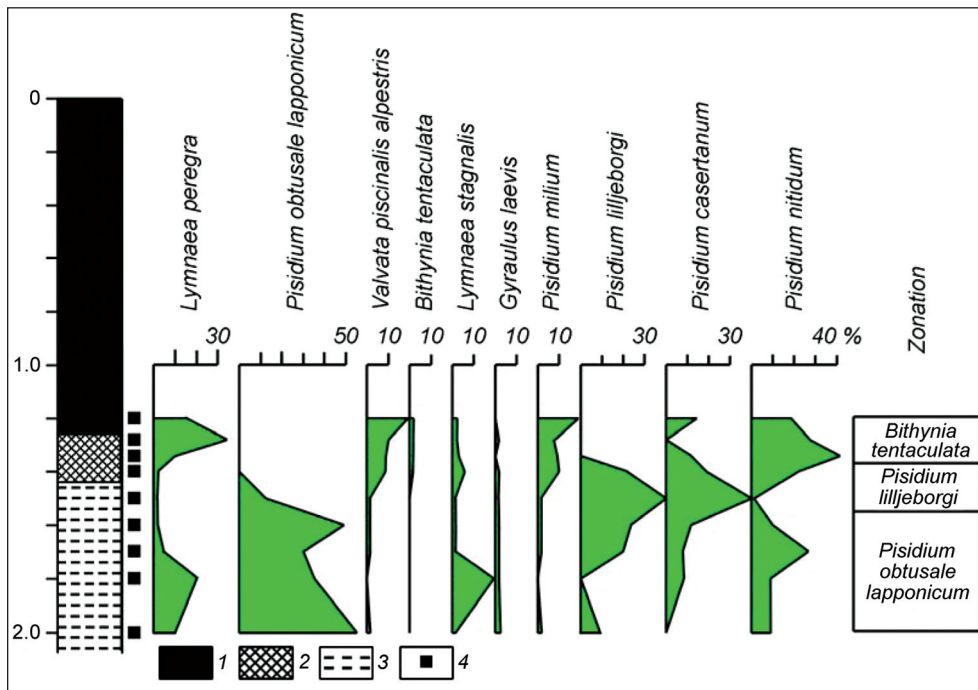 Lymnaea peregra
Pisidium obtusale lapponicum
Valvata piscinalis alpestris
Bithynia tentaculata
Lymnaea stagnalis
Gyraulus laevis
Pisidium milium
Pisidium lilljeborgi
Pisidium casertanum
Pisidium nitidum
Zonation
0
30
50
10
10
10
10
10
30
30
40 %
1.0
Bithynia
tentaculata
Pisidium
lilljeborgi
Pisidium
obtusale
lapponicum
2.0
1
2
3
4